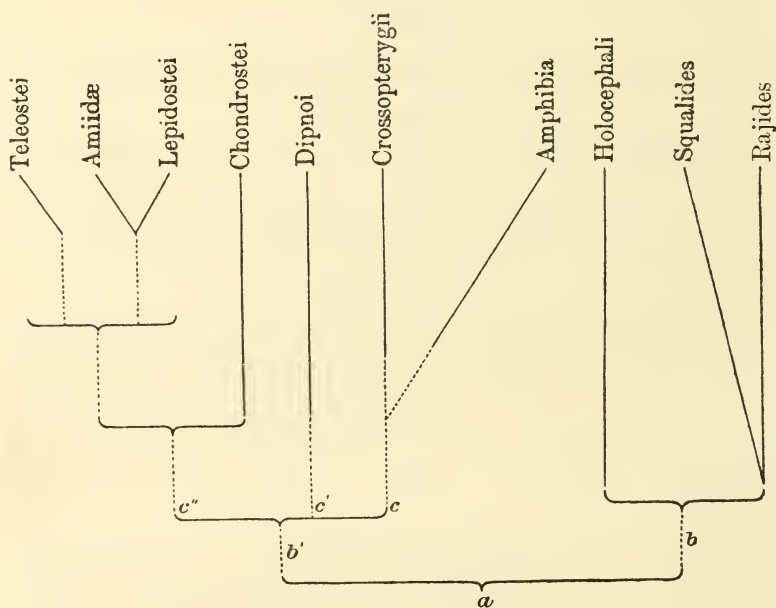 Teleostei
Amiidæ
Lepidostei
Chondrostei
Dipnoi
Crossopterygii
Amphibia
Holocephali
Squalides
Rajides
c"
c'
c
b'
b
a